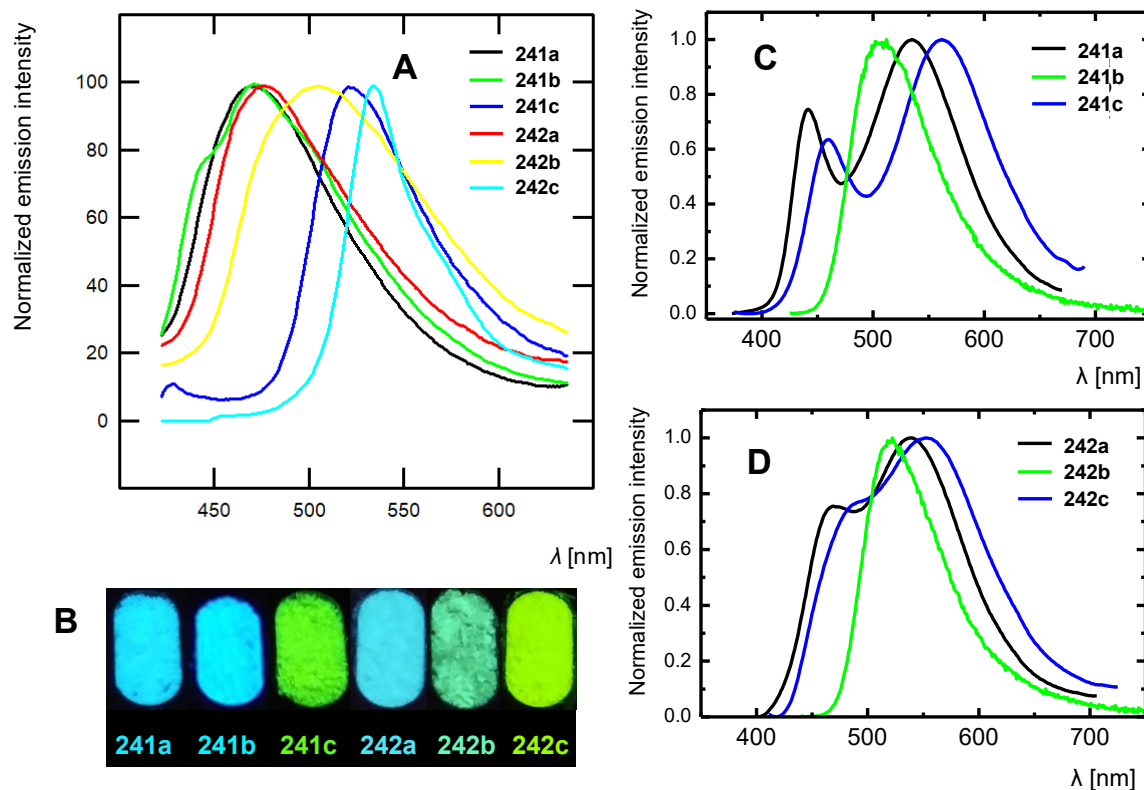 A
Normalized emission intensity
100
80
60
40
20
0
241a
241b
241c
242a
242b
242c
450
500
550
600
λ [nm]
B
241a 241b 241c 242a 242b 242c
C
Normalized emission intensity
1.0
0.8
0.6
0.4
0.2
0.0
241a
241b
241c
400 500 600 700
λ [nm]
D
Normalized emission intensity
1.0
0.8
0.6
0.4
0.2
0.0
242a
242b
242c
400 500 600 700
λ [nm]